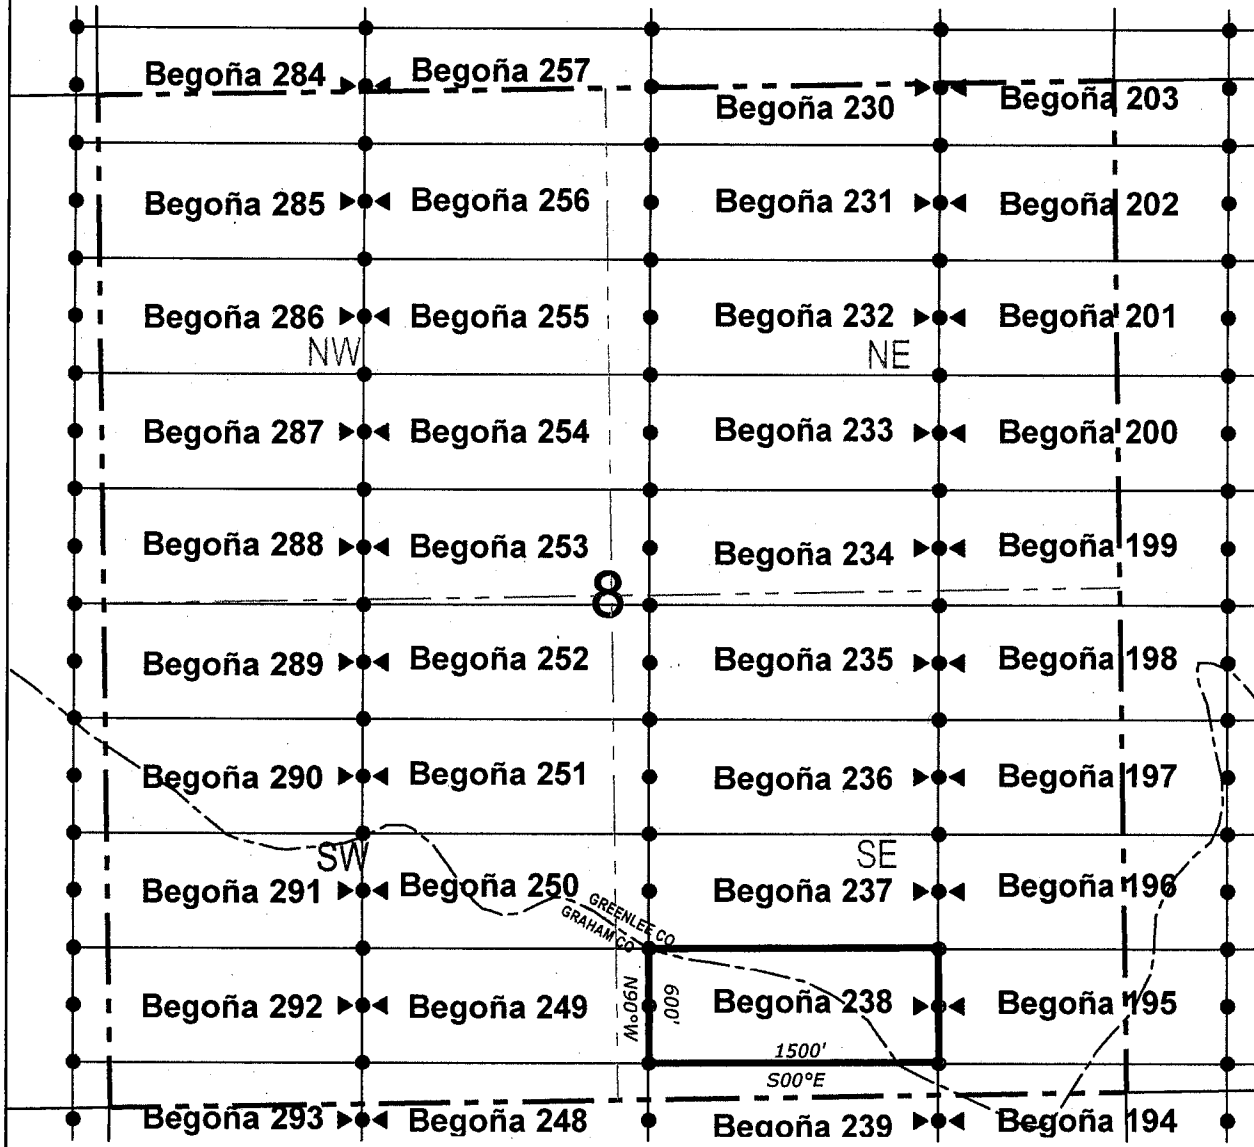 Begoña 284 Begoña 257 Begoña 230 Begoña 203
Begoña 285 Begoña 256 Begoña 231 Begoña 202
Begoña 286 Begoña 255 Begoña 232 Begoña 201
NW NE
Begoña 287 Begoña 254 Begoña 233 Begoña 200
Begoña 288 Begoña 253 Begoña 234 Begoña 199
8
Begoña 289 Begoña 252 Begoña 235 Begoña 198
Begoña 290 Begoña 251 Begoña 236 Begoña 197
SW SE
Begoña 291 Begoña 250 Begoña 237 Begoña 196
GREENLEE CO
GRAHAM CO
Begoña 292 Begoña 249 N90°W 600' Begoña 238 Begoña 195
1500'
S00°E
Begoña 293 Begoña 248 Begoña 239 Begoña 194